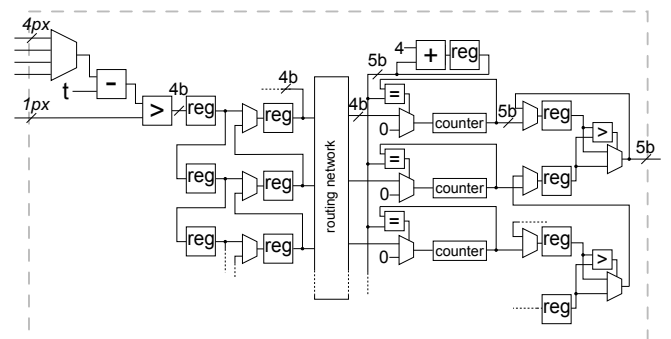 4px
4 + reg
5b
t - 4b 4b =
1px > reg reg 4b 0 counter 5b reg >
5b
reg reg = 0 counter reg
routing network
reg reg = 0 counter reg >
reg